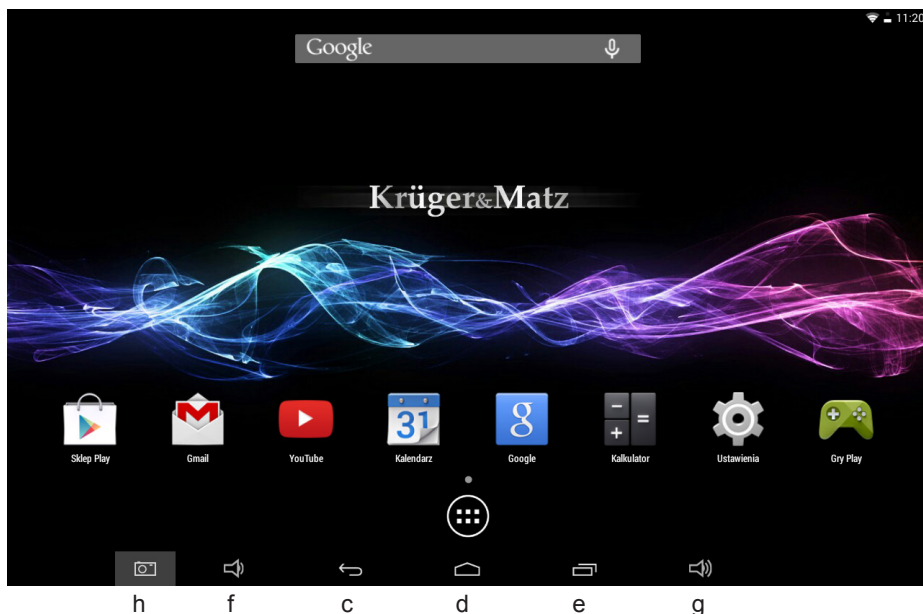 11:20
Google
Krüger&Matz
31
g
Sklep Play Gmail YouTube Kalendarz Google Kalkulator Ustawienia Gry Play
h f c d e g